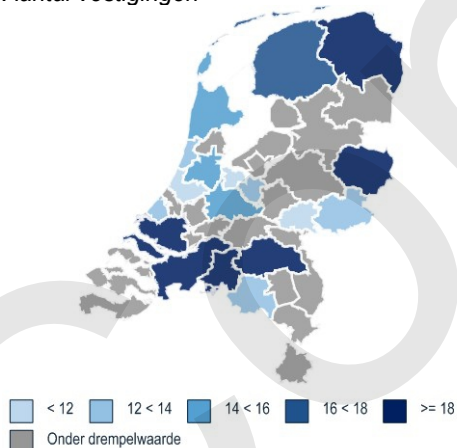 Aantal vestigingen
< 12 12 < 14 14 < 16 16 < 18 >= 18
Onder drempelwaarde